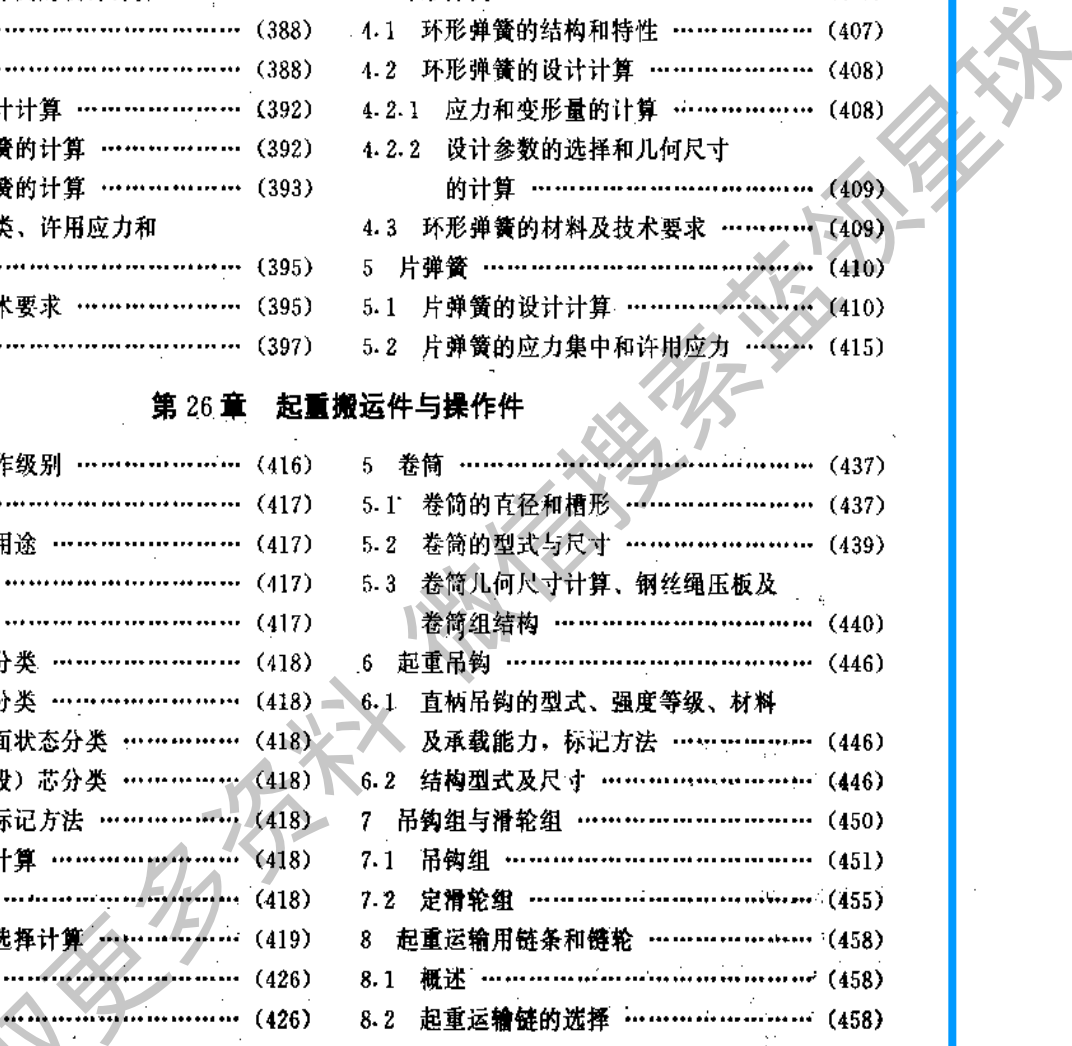 (388)
(388)
计计算 (392)
簧的计算 (392)
簧的计算 (393)
类、许用应力和
(395)
术要求 (395)
(397)
4.1 环形弹簧的结构和特性 (407)
4.2 环形弹簧的设计计算 (408)
4.2.1 应力和变形量的计算 (408)
4.2.2 设计参数的选择和几何尺寸
的计算 (409)
4.3 环形弹簧的材料及技术要求 (409)
5 片弹簧 (410)
5.1 片弹簧的设计计算 (410)
5.2 片弹簧的应力集中和许用应力 (415)
第26章 起重搬运件与操作件
作级别 (416)
(417)
用途 (417)
(417)
(417)
分类 (418)
分类 (418)
面状态分类 (418)
股)芯分类 (418)
标记方法 (418)
计算 (418)
(418)
选择计算 (419)
(426)
(426)
5 卷筒 (437)
5.1 卷筒的直径和槽形 (437)
5.2 卷筒的型式与尺寸 (439)
5.3 卷筒几何尺寸计算、钢丝绳压板及
卷筒组结构 (440)
6 起重吊钩 (446)
6.1 直柄吊钩的型式、强度等级、材料
及承载能力,标记方法 (446)
6.2 结构型式及尺寸 (446)
7 吊钩组与滑轮组 (450)
7.1 吊钩组 (451)
7.2 定滑轮组 (455)
8 起重运输用链条和链轮 (458)
8.1 概述 (458)
8.2 起重运输链的选择 (458)
取更多资料 微信搜索蓝领星球